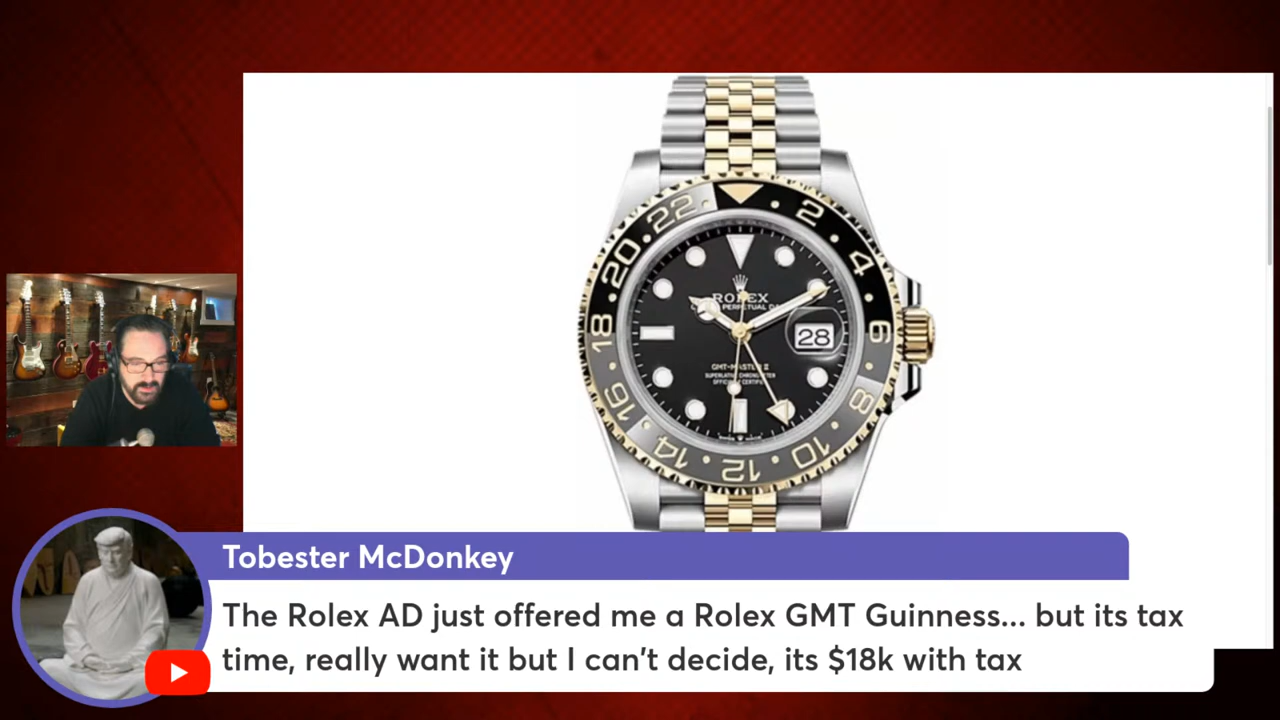 22
2
20
4
18
6
16
8
14
12
10
ROLEX
28
GMT-MASTER II
SUPERLATIVE CHRONOMETER
Tobester McDonkey
The Rolex AD just offered me a Rolex GMT Guinness... but its tax
time, really want it but I can't decide, its $18k with tax